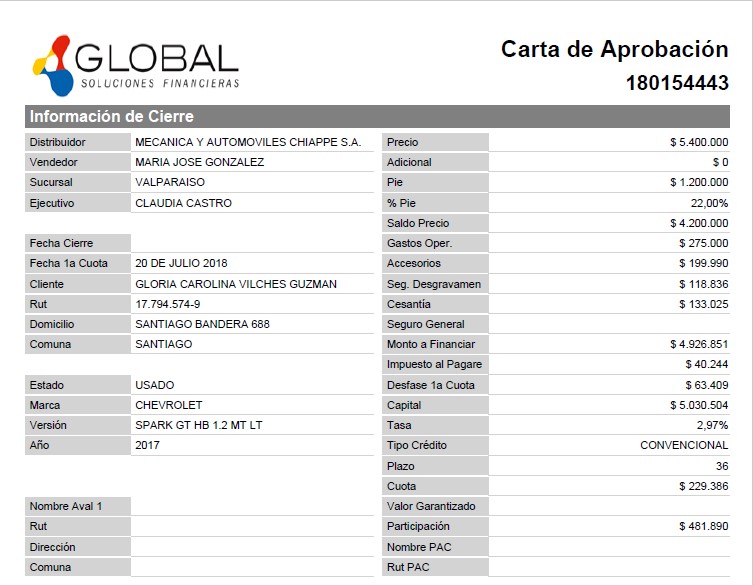 GLOBAL
SOLUCIONES FINANCIERAS
Carta de Aprobación
180154443
Información de Cierre
Distribuidor MECANICA Y AUTOMOVILES CHIAPPE S.A. Precio $ 5.400.000
Vendedor MARIA JOSE GONZALEZ Adicional $ 0
Sucursal VALPARAISO Pie $ 1.200.000
Ejecutivo CLAUDIA CASTRO % Pie 22,00%
Saldo Precio $ 4.200.000
Fecha Cierre Gastos Oper. $ 275.000
Fecha 1a Cuota 20 DE JULIO 2018 Accesorios $ 199.990
Cliente GLORIA CAROLINA VILCHES GUZMAN Seg. Desgravamen $ 118.836
Rut 17.794.574-9 Cesantía $ 133.025
Domicilio SANTIAGO BANDERA 688 Seguro General
Comuna SANTIAGO Monto a Financiar $ 4.926.851
Impuesto al Pagare $ 40.244
Estado USADO Desfase 1a Cuota $ 63.409
Marca CHEVROLET Capital $ 5.030.504
Versión SPARK GT HB 1.2 MT LT Tasa 2,97%
Año 2017 Tipo Crédito CONVENCIONAL
Plazo 36
Cuota $ 229.386
Nombre Aval 1 Valor Garantizado
Rut Participación $ 481.890
Dirección Nombre PAC
Comuna Rut PAC